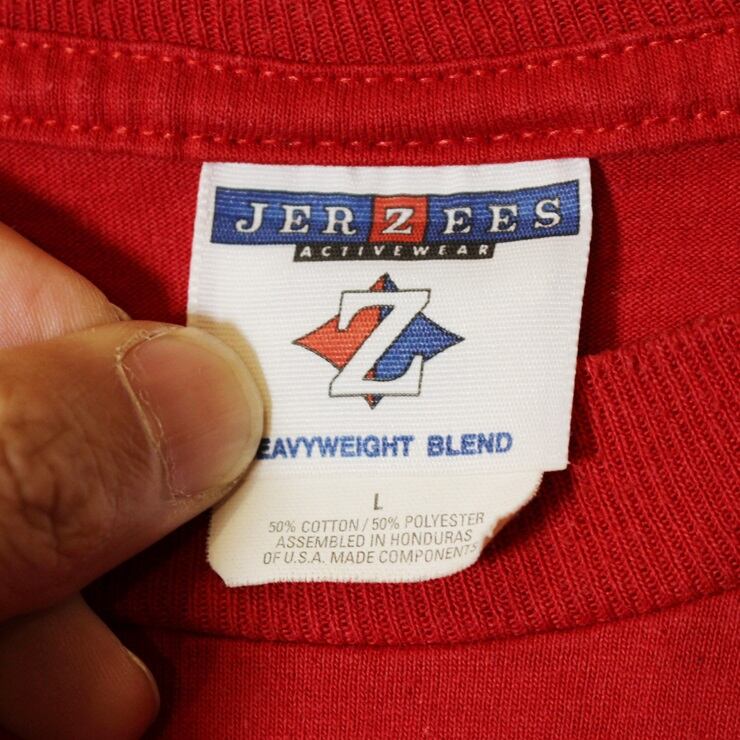 JERZEES
ACTIVEWEAR
Z
EAVYWEIGHT BLEND
L
50% COTTON / 50% POLYESTER
ASSEMBLED IN HONDURAS
OF U.S.A. MADE COMPONENTS